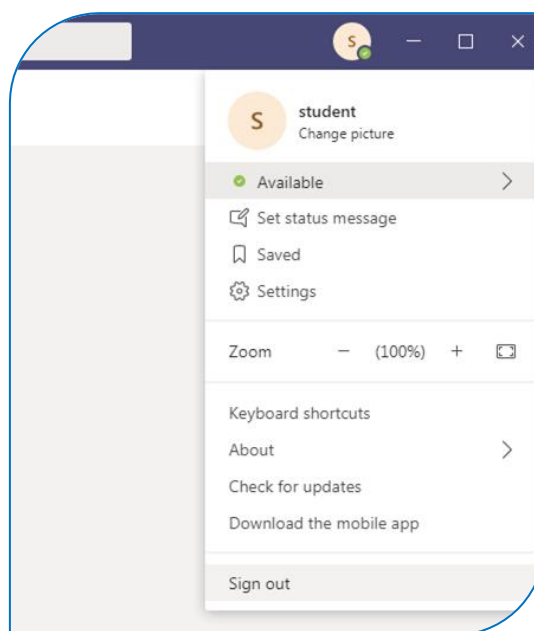 S
S
student
Change picture
Available
Set status message
Saved
Settings
Zoom − (100%) +
Keyboard shortcuts
About
Check for updates
Download the mobile app
Sign out